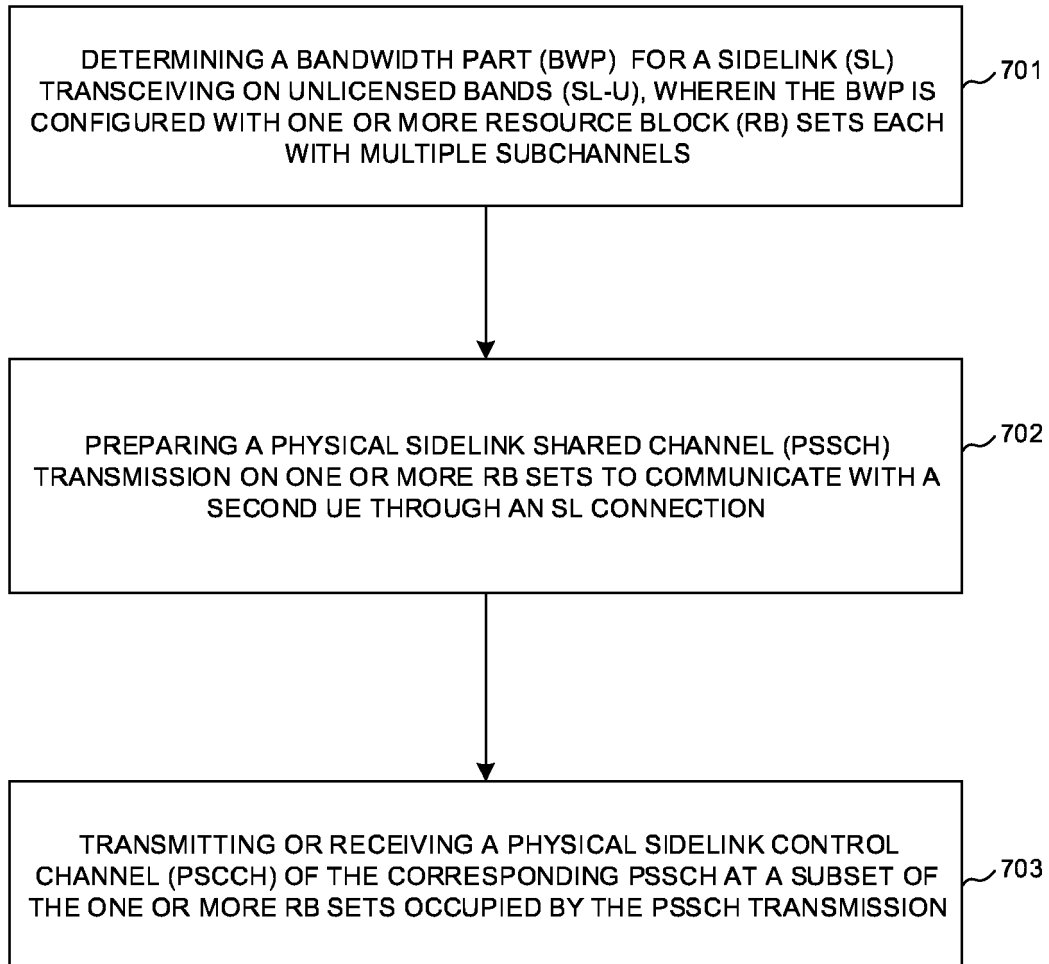 DETERMINING A BANDWIDTH PART (BWP) FOR A SIDELINK (SL)
TRANSCEIVING ON UNLICENSED BANDS (SL-U), WHEREIN THE BWP IS
CONFIGURED WITH ONE OR MORE RESOURCE BLOCK (RB) SETS EACH
WITH MULTIPLE SUBCHANNELS
701
PREPARING A PHYSICAL SIDELINK SHARED CHANNEL (PSSCH)
TRANSMISSION ON ONE OR MORE RB SETS TO COMMUNICATE WITH A
SECOND UE THROUGH AN SL CONNECTION
702
TRANSMITTING OR RECEIVING A PHYSICAL SIDELINK CONTROL
CHANNEL (PSCCH) OF THE CORRESPONDING PSSCH AT A SUBSET OF
THE ONE OR MORE RB SETS OCCUPIED BY THE PSSCH TRANSMISSION
703